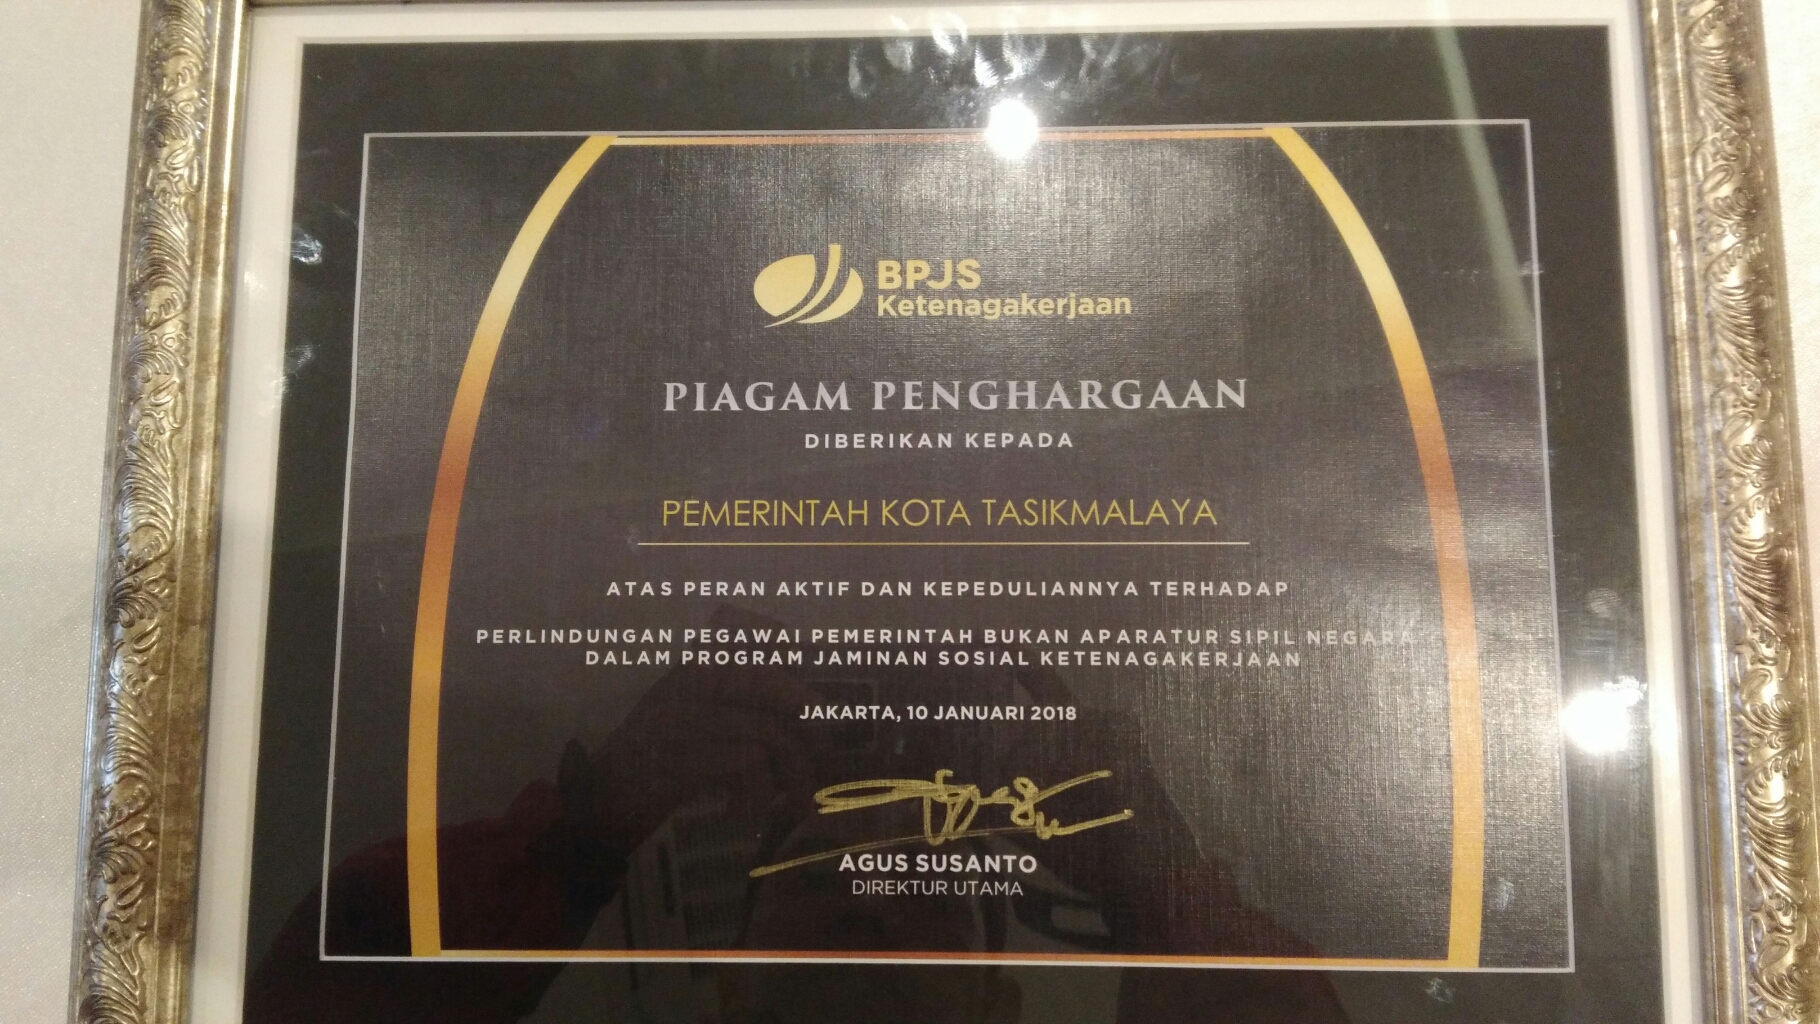 BPJS
Ketenagakerjaan
PIAGAM PENGHARGAAN
DIBERIKAN KEPADA
PEMERINTAH KOTA TASIKMALAYA
ATAS PERAN AKTIF DAN KEPEDULIANNYA TERHADAP
PERLINDUNGAN PEGAWAI PEMERINTAH BUKAN APARATUR SIPIL NEGARA
DALAM PROGRAM JAMINAN SOSIAL KETENAGAKERJAAN
JAKARTA, 10 JANUARI 2018
AGUS SUSANTO
DIREKTUR UTAMA